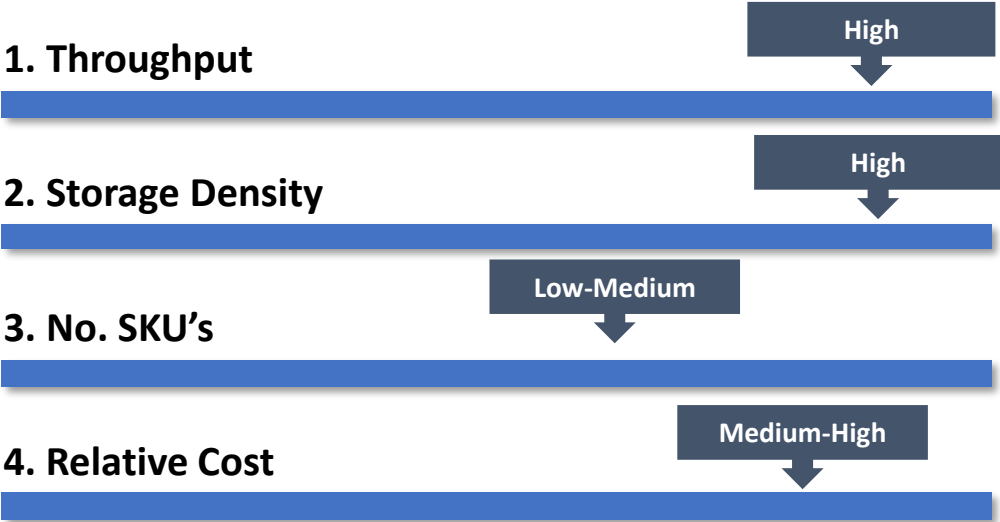 High
1. Throughput
High
2. Storage Density
Low-Medium
3. No. SKU’s
Medium-High
4. Relative Cost